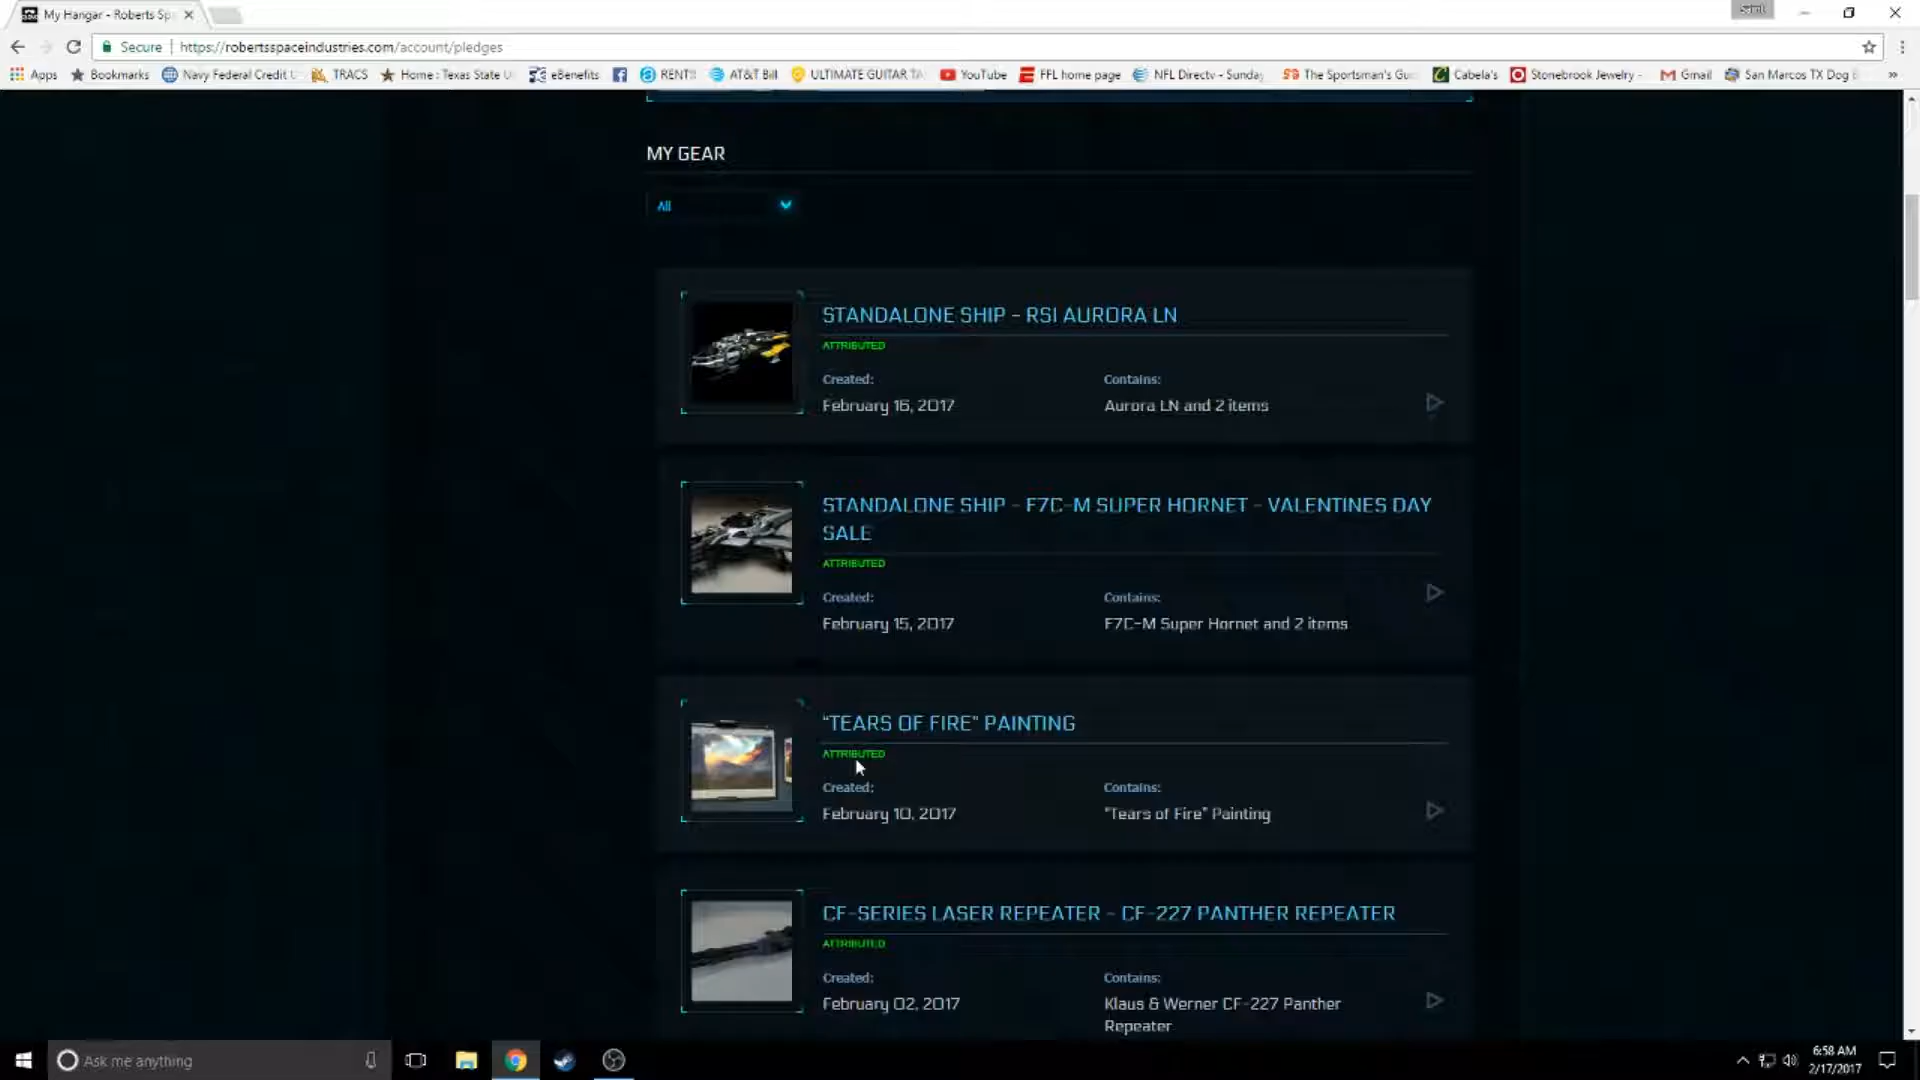 My Hangar - Roberts Sp
Secure | https://robertsspaceindustries.com/account/pledges
Apps Bookmarks Navy Federal Credit U TRACS Home : Texas State U eBenefits RENT AT&T Bill ULTIMATE GUITAR TA YouTube FFL home page NFL Directv - Sunday The Sportsman's Gu Cabela's Stonebrook Jewelry - Gmail San Marcos TX Dog B »
MY GEAR
All
STANDALONE SHIP - RSI AURORA LN
ATTRIBUTED
Created: Contains:
February 16, 2017 Aurora LN and 2 items
STANDALONE SHIP - F7C-M SUPER HORNET - VALENTINES DAY
SALE
ATTRIBUTED
Created: Contains:
February 15, 2017 F7C-M Super Hornet and 2 items
"TEARS OF FIRE" PAINTING
ATTRIBUTED
Created: Contains:
February 10, 2017 "Tears of Fire" Painting
CF-SERIES LASER REPEATER - CF-227 PANTHER REPEATER
ATTRIBUTED
Created: Contains:
February 02, 2017 Klaus & Werner CF-227 Panther
Repeater
Ask me anything
6:58 AM
2/17/2017